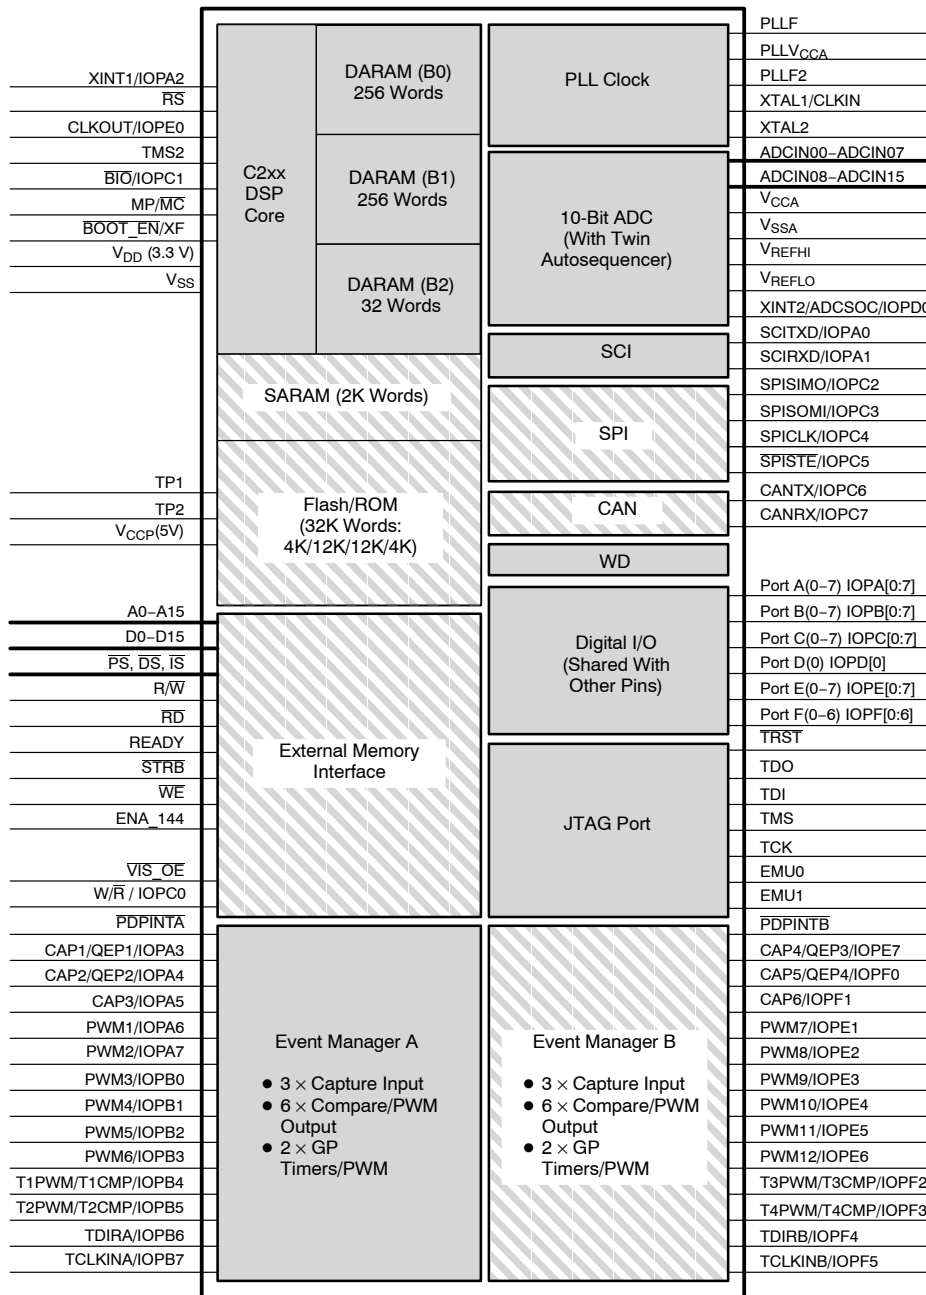 XINT1/IOPA2
RS
CLKOUT/IOPE0
TMS2
BIO/IOPC1
MP/MC
BOOT_EN/XF
VDD (3.3 V)
VSS
TP1
TP2
VCCP(5V)
A0–A15
D0–D15
PS, DS, IS
R/W
RD
READY
STRB
WE
ENA_144
VIS_OE
W/R / IOPC0
PDPINTA
CAP1/QEP1/IOPA3
CAP2/QEP2/IOPA4
CAP3/IOPA5
PWM1/IOPA6
PWM2/IOPA7
PWM3/IOPB0
PWM4/IOPB1
PWM5/IOPB2
PWM6/IOPB3
T1PWM/T1CMP/IOPB4
T2PWM/T2CMP/IOPB5
TDIRA/IOPB6
TCLKINA/IOPB7
C2xx
DSP
Core
DARAM (B0)
256 Words
DARAM (B1)
256 Words
DARAM (B2)
32 Words
SARAM (2K Words)
Flash/ROM
(32K Words:
4K/12K/12K/4K)
External Memory
Interface
Event Manager A
● 3 × Capture Input
● 6 × Compare/PWM
Output
● 2 × GP
Timers/PWM
PLL Clock
10-Bit ADC
(With Twin
Autosequencer)
SCI
SPI
CAN
WD
Digital I/O
(Shared With
Other Pins)
JTAG Port
Event Manager B
● 3 × Capture Input
● 6 × Compare/PWM
Output
● 2 × GP
Timers/PWM
PLLF
PLLVCCA
PLLF2
XTAL1/CLKIN
XTAL2
ADCIN00–ADCIN07
ADCIN08–ADCIN15
VCCA
VSSA
VREFHI
VREFLO
XINT2/ADCSOC/IOPD0
SCITXD/IOPA0
SCIRXD/IOPA1
SPISIMO/IOPC2
SPISOMI/IOPC3
SPICLK/IOPC4
SPISTE/IOPC5
CANTX/IOPC6
CANRX/IOPC7
Port A(0–7) IOPA[0:7]
Port B(0–7) IOPB[0:7]
Port C(0–7) IOPC[0:7]
Port D(0) IOPD[0]
Port E(0–7) IOPE[0:7]
Port F(0–6) IOPF[0:6]
TRST
TDO
TDI
TMS
TCK
EMU0
EMU1
PDPINTB
CAP4/QEP3/IOPE7
CAP5/QEP4/IOPF0
CAP6/IOPF1
PWM7/IOPE1
PWM8/IOPE2
PWM9/IOPE3
PWM10/IOPE4
PWM11/IOPE5
PWM12/IOPE6
T3PWM/T3CMP/IOPF2
T4PWM/T4CMP/IOPF3
TDIRB/IOPF4
TCLKINB/IOPF5